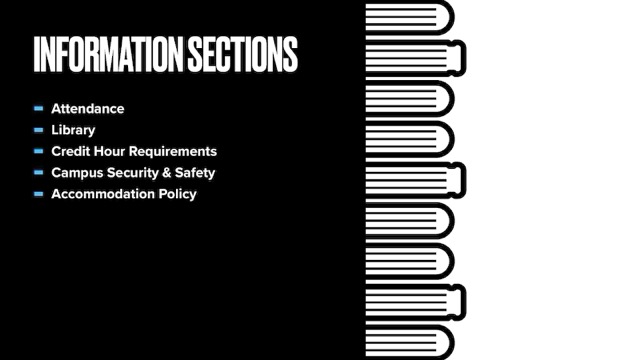 INFORMATION SECTIONS
Attendance
Library
Credit Hour Requirements
Campus Security & Safety
Accommodation Policy